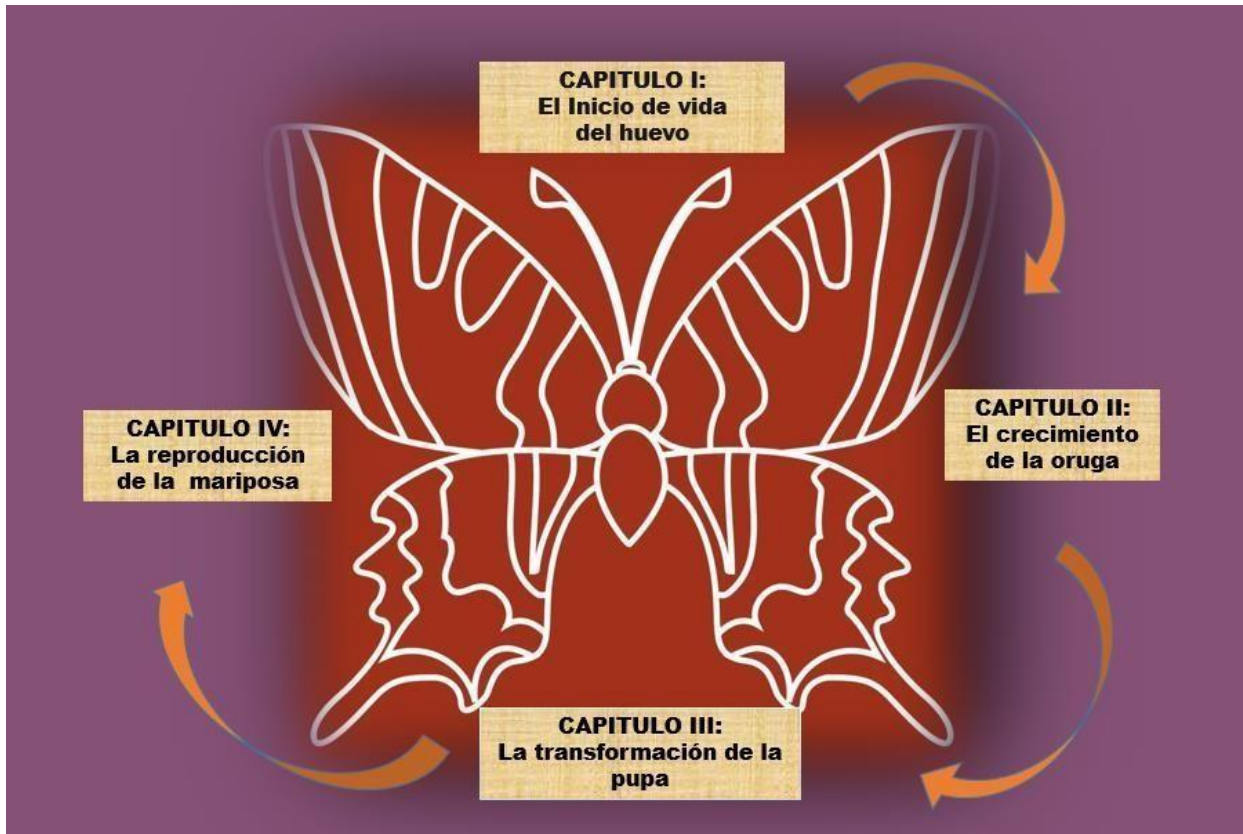 CAPITULO I:
El Inicio de vida
del huevo
CAPITULO II:
El crecimiento
de la oruga
CAPITULO III:
La transformación de la
pupa
CAPITULO IV:
La reproducción
de la mariposa